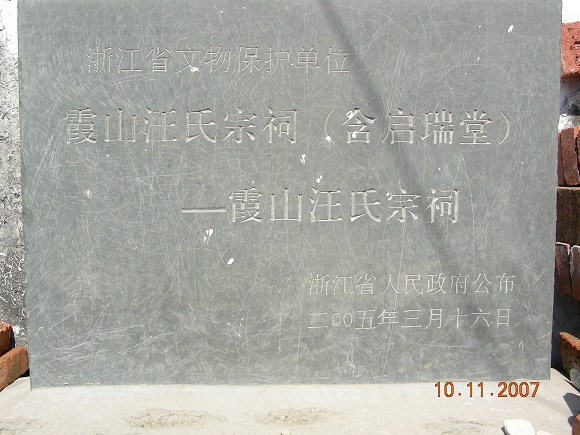 浙江省文物保护单位
霞山汪氏宗祠（含启瑞堂）
—霞山汪氏宗祠
浙江省人民政府公布
二〇〇五年三月十六日
10.11.2007